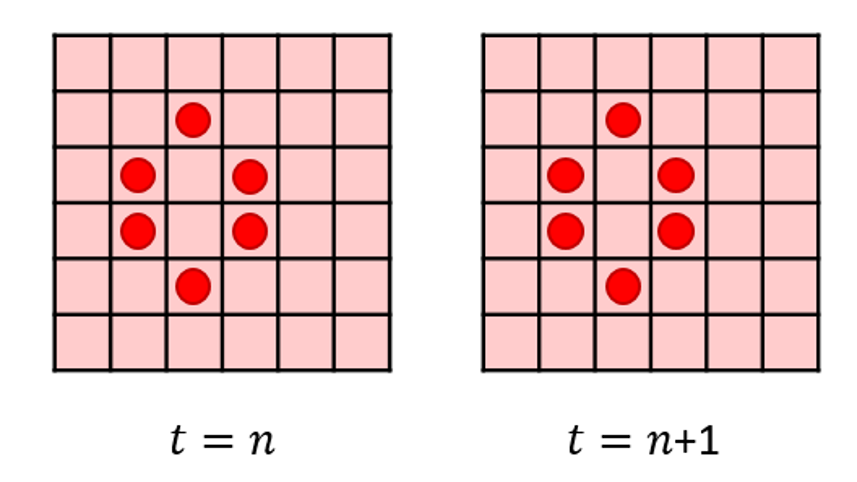 t = n
t = n+1